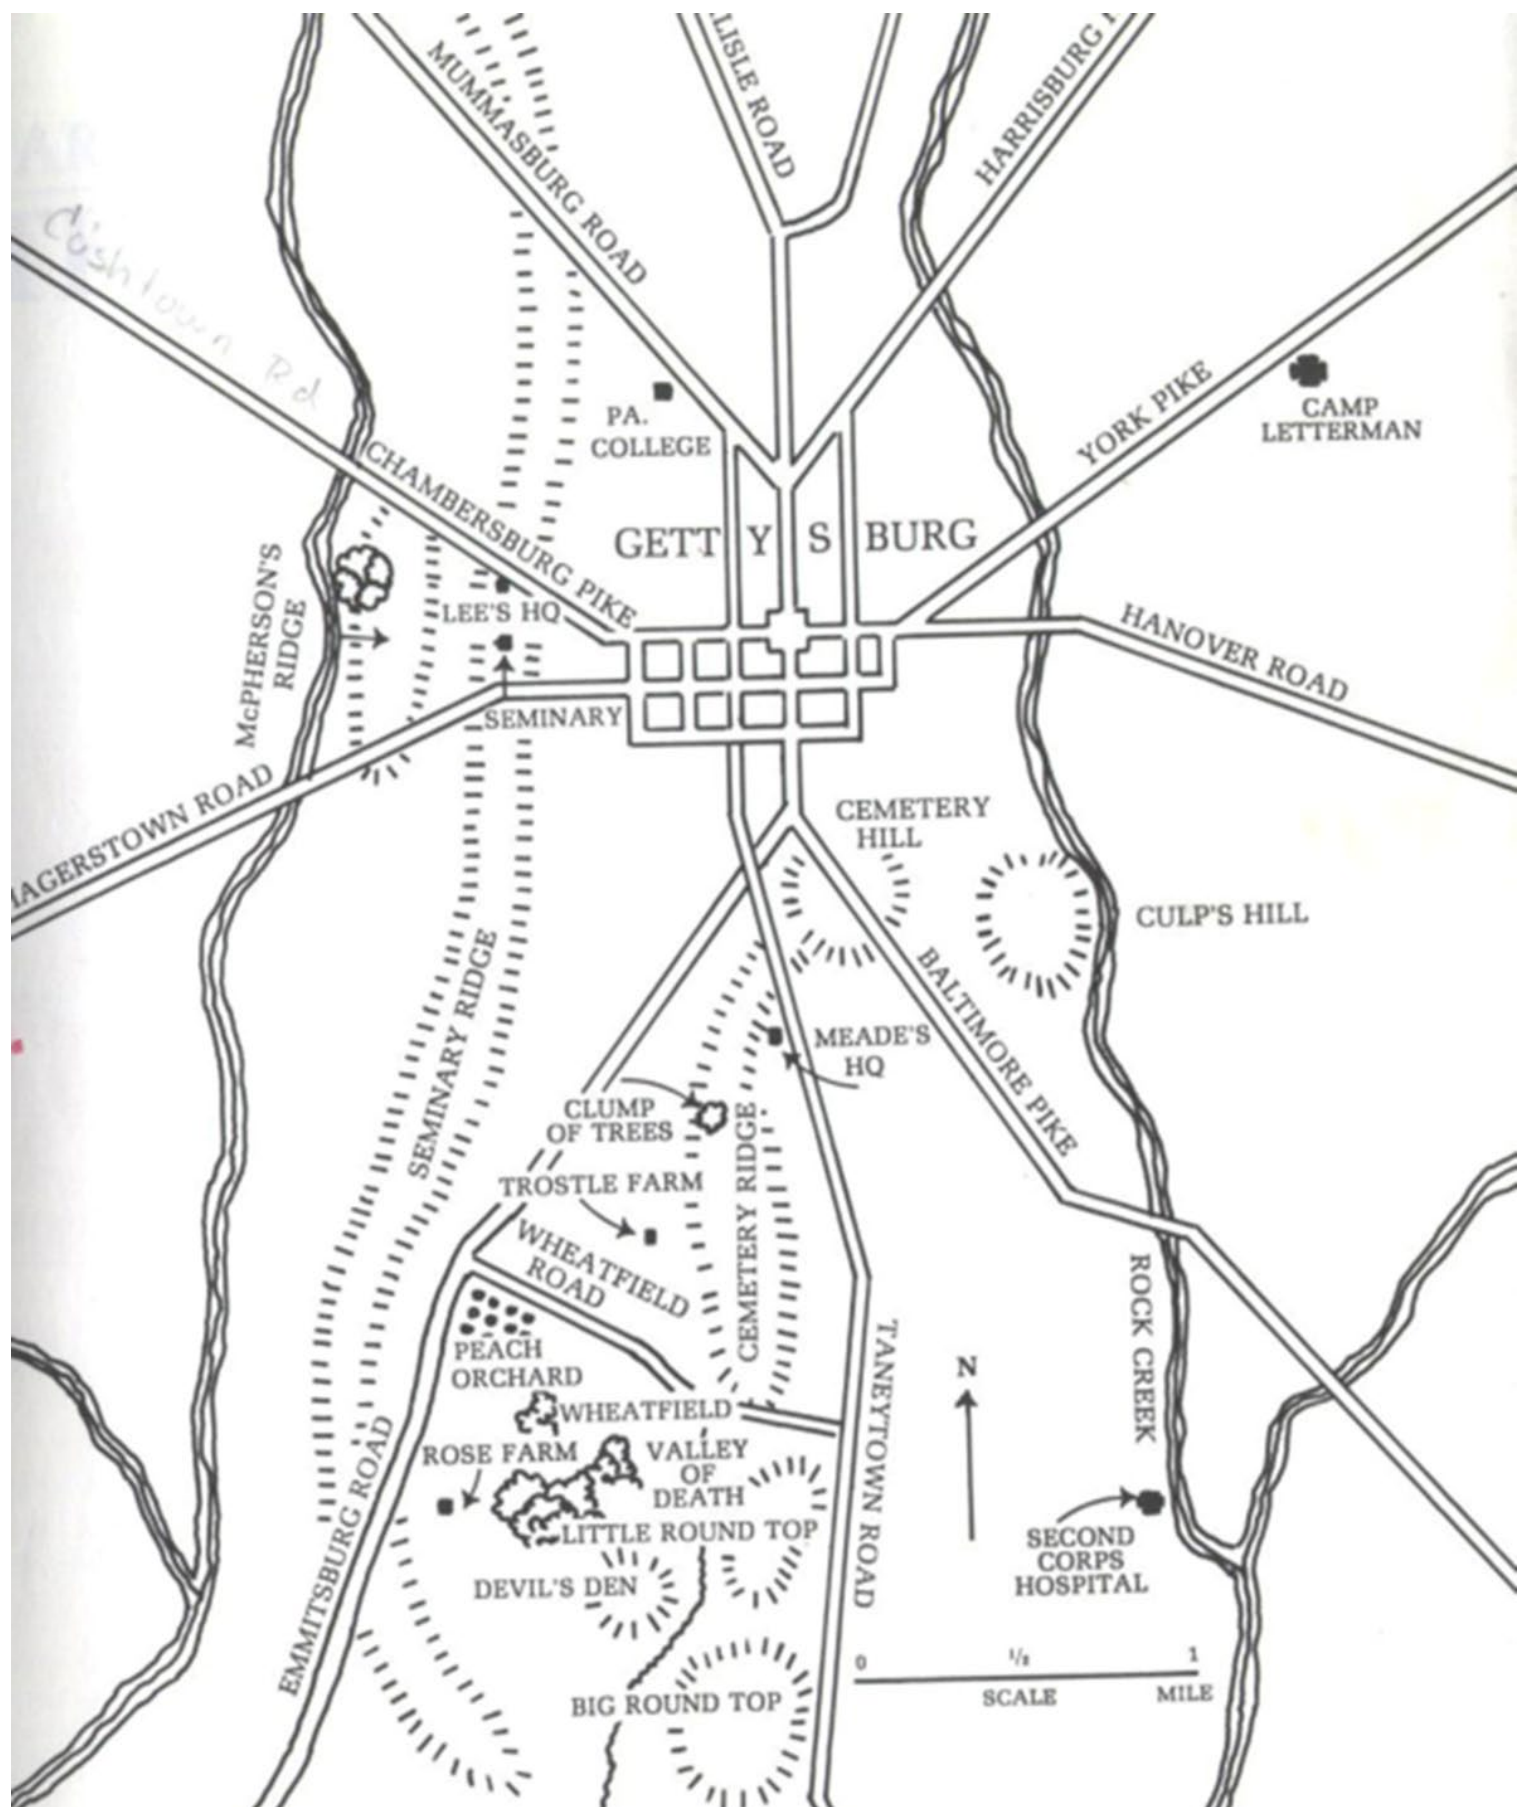 MUMMASBURG ROAD
LISLE ROAD
HARRISBURG
Cashtown Rd
YORK PIKE
CAMP
LETTERMAN
PA.
COLLEGE
CHAMBERSBURG PIKE
GETTYSBURG
McPHERSON'S
RIDGE
LEE'S HQ
HANOVER ROAD
SEMINARY
HAGERSTOWN ROAD
CEMETERY
HILL
CULP'S HILL
SEMINARY RIDGE
BALTIMORE PIKE
MEADE'S
HQ
CLUMP
OF TREES
CEMETERY RIDGE
TROSTLE FARM
WHEATFIELD
ROAD
PEACH
ORCHARD
ROCK CREEK
TANEYTOWN ROAD
N
WHEATFIELD
ROSE FARM
VALLEY
OF
DEATH
EMMITSBURG ROAD
LITTLE ROUND TOP
SECOND
CORPS
HOSPITAL
DEVIL'S DEN
0 1/2 1
SCALE MILE
BIG ROUND TOP